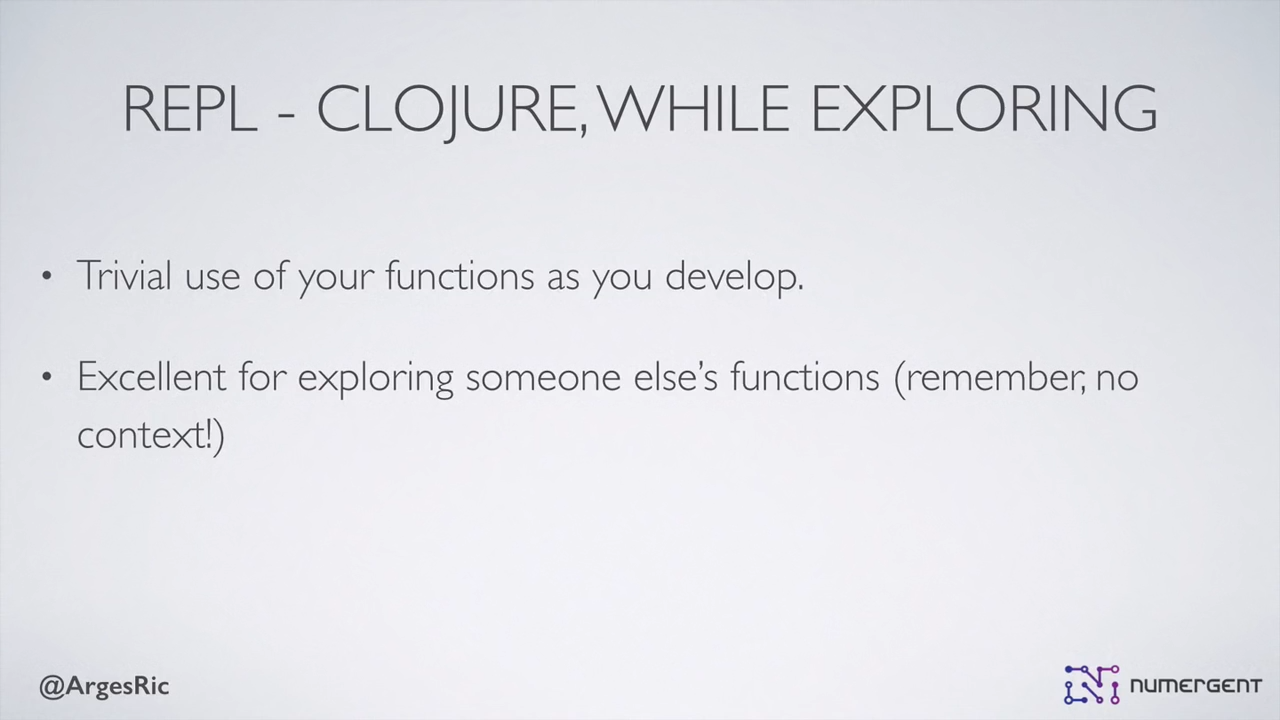 REPL - CLOJURE, WHILE EXPLORING
• Trivial use of your functions as you develop.
• Excellent for exploring someone else’s functions (remember, no
context!)
@ArgesRic
NUMERGENT